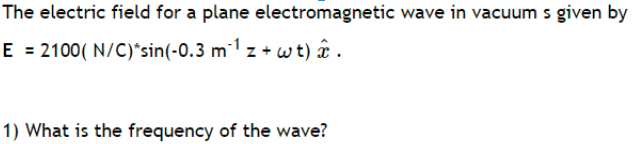 The electric field for a plane electromagnetic wave in vacuum s given by
E = 2100( N/C)*sin(-0.3 m⁻¹ z + ωt) x̂ .
1) What is the frequency of the wave?